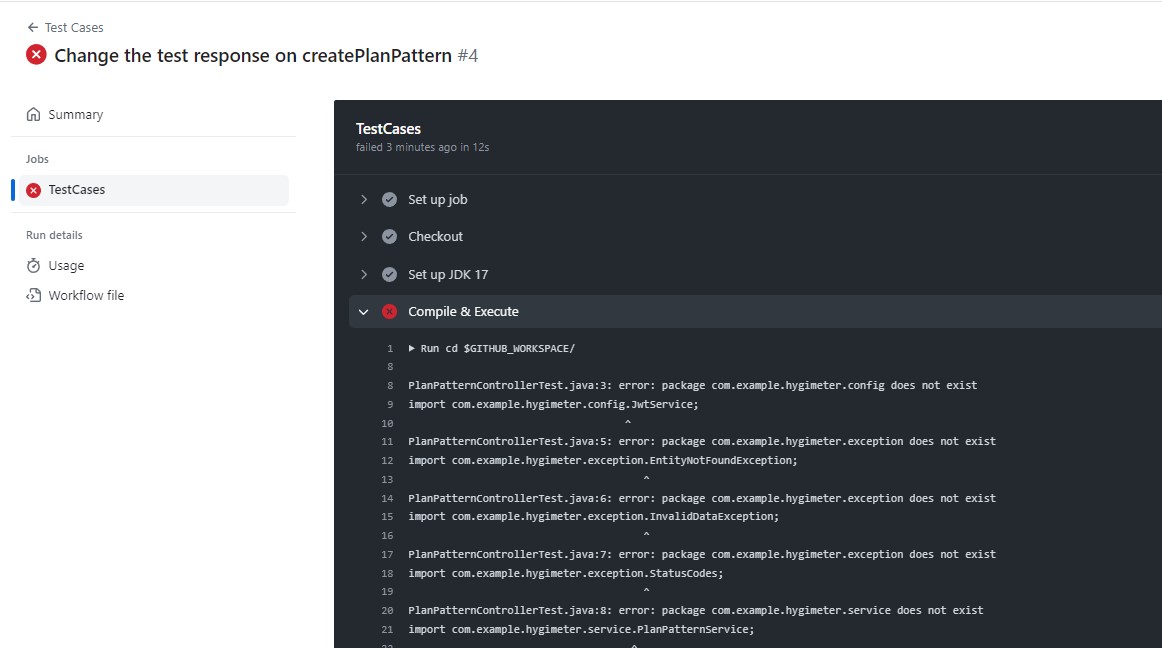 ← Test Cases
Change the test response on createPlanPattern #4
Summary
Jobs
TestCases
Run details
Usage
Workflow file
TestCases
failed 3 minutes ago in 12s
Set up job
Checkout
Set up JDK 17
Compile & Execute
1 ▶ Run cd $GITHUB_WORKSPACE/
8
8 PlanPatternControllerTest.java:3: error: package com.example.hygimeter.config does not exist
9 import com.example.hygimeter.config.JwtService;
10 ^
11 PlanPatternControllerTest.java:5: error: package com.example.hygimeter.exception does not exist
12 import com.example.hygimeter.exception.EntityNotFoundException;
13 ^
14 PlanPatternControllerTest.java:6: error: package com.example.hygimeter.exception does not exist
15 import com.example.hygimeter.exception.InvalidDataException;
16 ^
17 PlanPatternControllerTest.java:7: error: package com.example.hygimeter.exception does not exist
18 import com.example.hygimeter.exception.StatusCodes;
19 ^
20 PlanPatternControllerTest.java:8: error: package com.example.hygimeter.service does not exist
21 import com.example.hygimeter.service.PlanPatternService;
22 ^